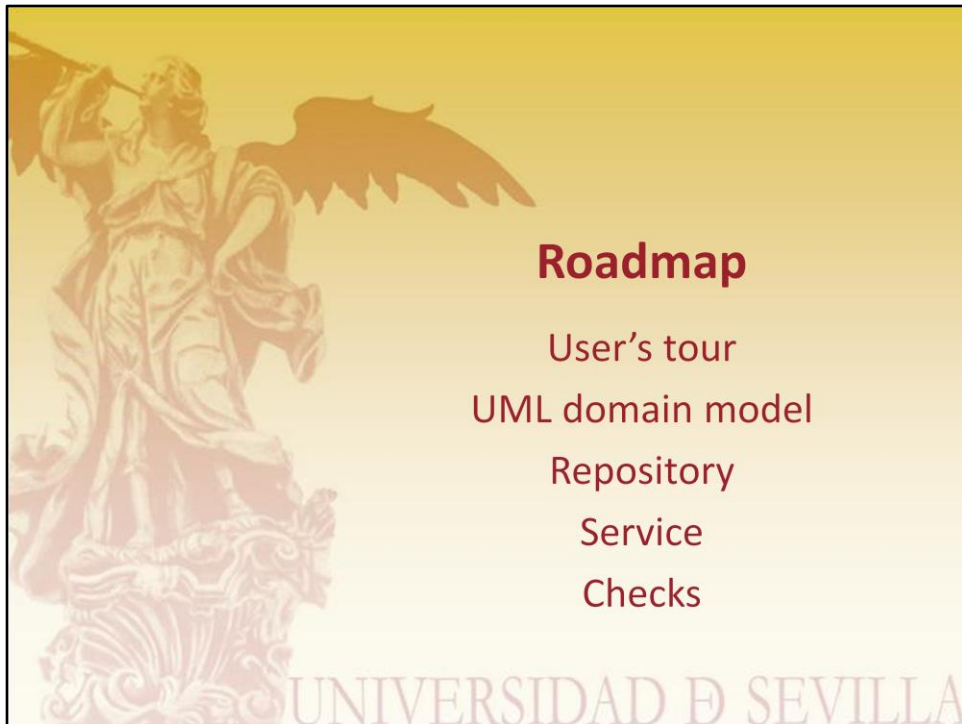 Roadmap
User’s tour
UML domain model
Repository
Service
Checks
UNIVERSIDAD Đ SEVILLA